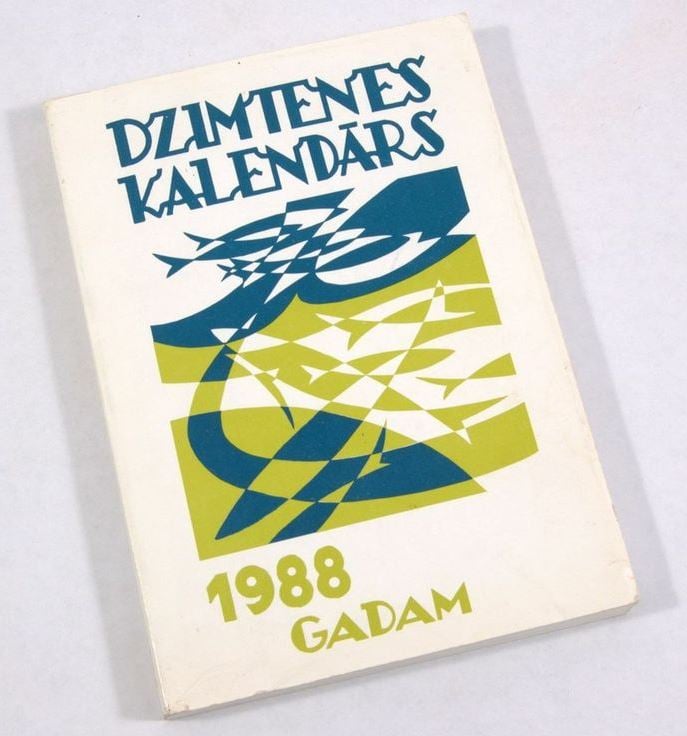 DZIMTENES
KALENDĀRS
1988
GADAM